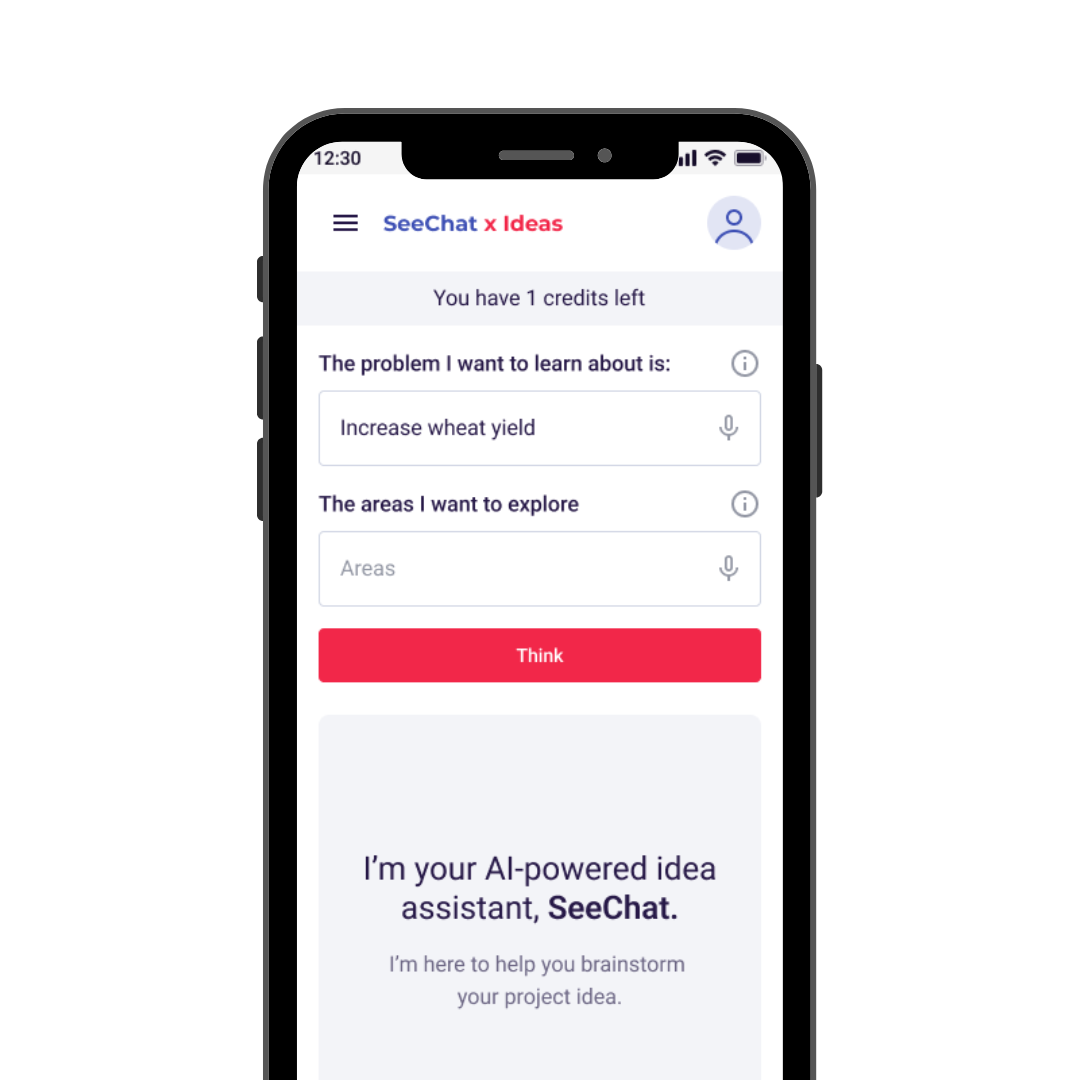 12:30
SeeChat x Ideas
You have 1 credits left
The problem I want to learn about is:
Increase wheat yield
The areas I want to explore
Areas
Think
I’m your AI-powered idea
assistant, SeeChat.
I’m here to help you brainstorm
your project idea.